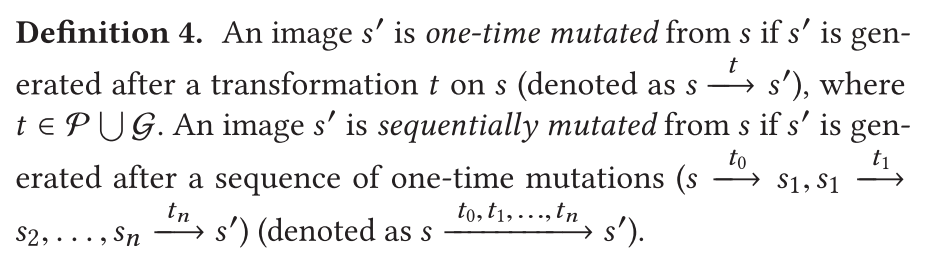 Definition 4. An image s′ is one-time mutated from s if s′ is gen-
erated after a transformation t on s (denoted as s —t→ s′), where
t ∈ 𝒫 ⋃ 𝒢. An image s′ is sequentially mutated from s if s′ is gen-
erated after a sequence of one-time mutations (s —t₀→ s₁, s₁ —t₁→
s₂, . . . , sₙ —tₙ→ s′) (denoted as s —t₀, t₁, …, tₙ→ s′).